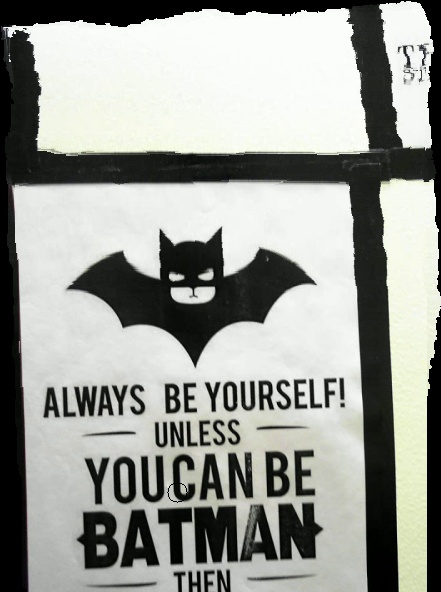 ALWAYS BE YOURSELF!
UNLESS
YOU CAN BE
BATMAN
THEN